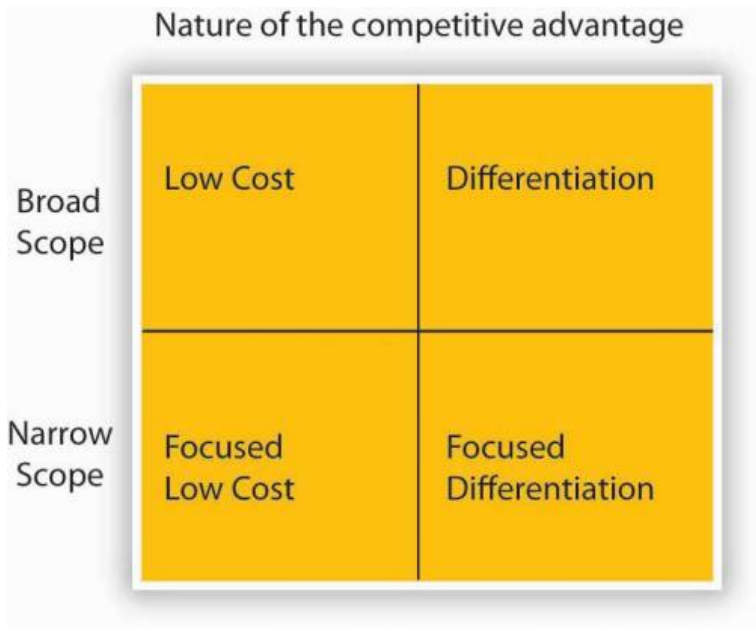 Nature of the competitive advantage
Broad
Scope
Low Cost
Differentiation
Narrow
Scope
Focused
Low Cost
Focused
Differentiation